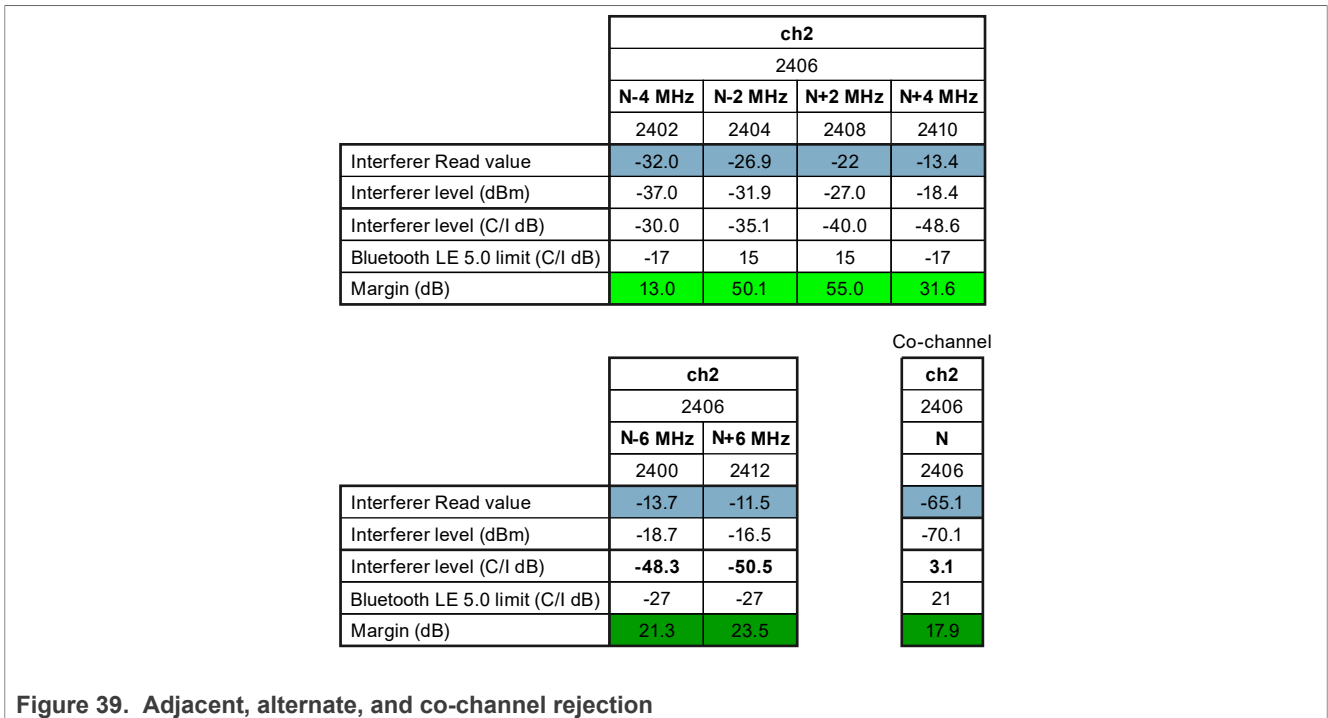 ch2
2406
N-4 MHz N-2 MHz N+2 MHz N+4 MHz
2402 2404 2408 2410
Interferer Read value -32.0 -26.9 -22 -13.4
Interferer level (dBm) -37.0 -31.9 -27.0 -18.4
Interferer level (C/I dB) -30.0 -35.1 -40.0 -48.6
Bluetooth LE 5.0 limit (C/I dB) -17 15 15 -17
Margin (dB) 13.0 50.1 55.0 31.6
Co-channel
ch2 ch2
2406 2406
N-6 MHz N+6 MHz N
2400 2412 2406
Interferer Read value -13.7 -11.5 -65.1
Interferer level (dBm) -18.7 -16.5 -70.1
Interferer level (C/I dB) -48.3 -50.5 3.1
Bluetooth LE 5.0 limit (C/I dB) -27 -27 21
Margin (dB) 21.3 23.5 17.9
Figure 39. Adjacent, alternate, and co-channel rejection